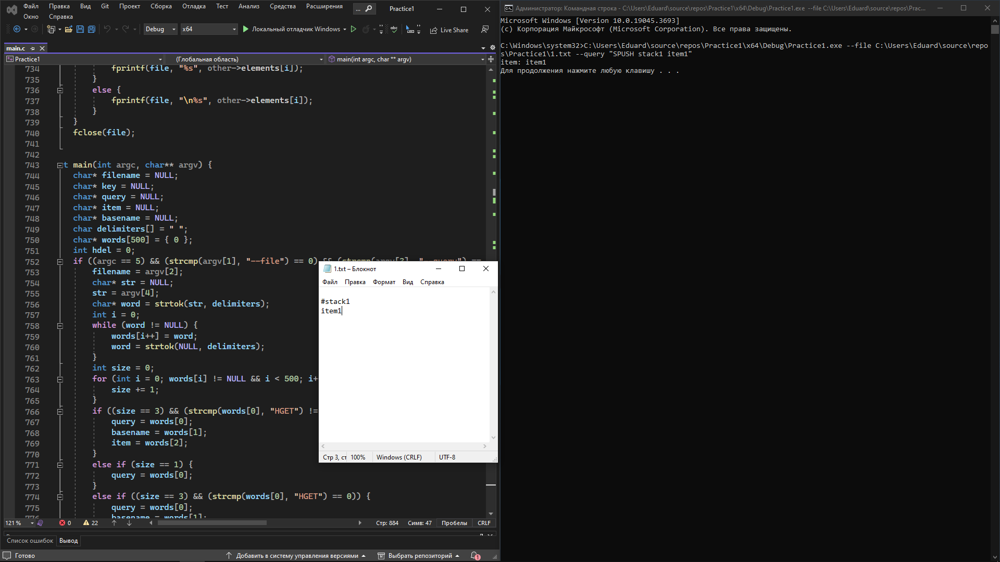 Файл Правка Вид Git Проект Сборка Отладка Тест Анализ Средства Расширения ... Practice1
Окно Справка
Debug x64 Локальный отладчик Windows Live Share
main.c
Practice1 (Глобальная область) main(int argc, char ** argv)
734 fprintf(file, "%s", other->elements[i]);
735 }
736 else {
737 fprintf(file, "\n%s", other->elements[i]);
738 }
739 }
740 fclose(file);
741
742
743 t main(int argc, char** argv) {
744 char* filename = NULL;
745 char* key = NULL;
746 char* query = NULL;
747 char* item = NULL;
748 char* basename = NULL;
749 char delimiters[] = " ";
750 char* words[500] = { 0 };
751 int hdel = 0;
752 if ((argc == 5) && (strcmp(argv[1], "--file") == 0) && (strcmp(argv[3], "--query") ==
753 filename = argv[2];
754 char* str = NULL;
755 str = argv[4];
756 char* word = strtok(str, delimiters);
757 int i = 0;
758 while (word != NULL) {
759 words[i++] = word;
760 word = strtok(NULL, delimiters);
761 }
762 int size = 0;
763 for (int i = 0; words[i] != NULL && i < 500; i+
764 size += 1;
765 }
766 if ((size == 3) && (strcmp(words[0], "HGET") !=
767 query = words[0];
768 basename = words[1];
769 item = words[2];
770 }
771 else if (size == 1) {
772 query = words[0];
773 }
774 else if ((size == 3) && (strcmp(words[0], "HGET") == 0)) {
775 query = words[0];
776 basename = words[1];
121 % 0 22 Стр: 884 Симв: 47 Пробелы CRLF
Список ошибок Вывод
Готово Добавить в систему управления версиями Выбрать репозиторий 1
1.txt – Блокнот
Файл Правка Формат Вид Справка
#stack1
item1
Стр 3, ст 100% Windows (CRLF) UTF-8
Администратор: Командная строка - C:\Users\Eduard\source\repos\Practice1\x64\Debug\Practice1.exe --file C:\Users\Eduard\source\repos\Prac...
Microsoft Windows [Version 10.0.19045.3693]
(c) Корпорация Майкрософт (Microsoft Corporation). Все права защищены.
C:\Windows\system32>C:\Users\Eduard\source\repos\Practice1\x64\Debug\Practice1.exe --file C:\Users\Eduard\source\repo
s\Practice1\1.txt --query "SPUSH stack1 item1"
item: item1
Для продолжения нажмите любую клавишу . . .